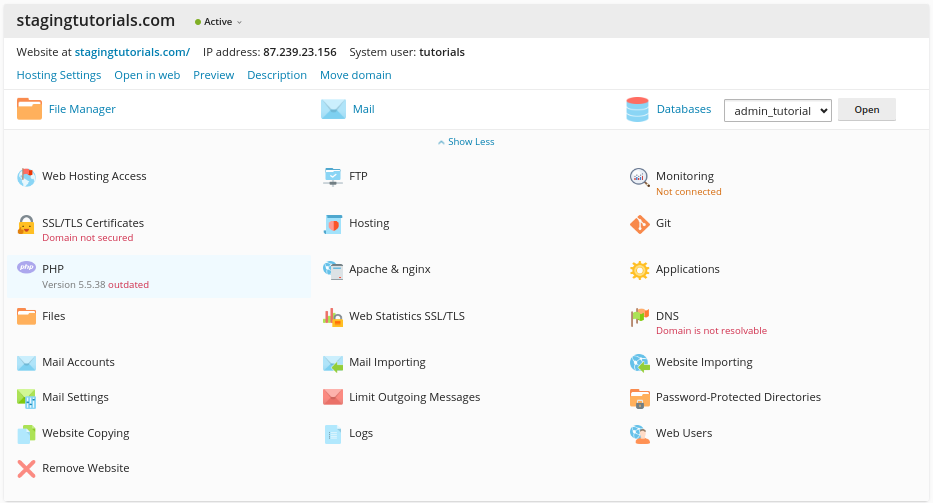 stagingtutorials.com Active
Website at stagingtutorials.com/ IP address: 87.239.23.156 System user: tutorials
Hosting Settings Open in web Preview Description Move domain
File Manager Mail Databases admin_tutorial Open
Show Less
Web Hosting Access FTP Monitoring
Not connected
SSL/TLS Certificates Hosting Git
Domain not secured
php PHP Apache & nginx Applications
Version 5.5.38 outdated
Files Web Statistics SSL/TLS DNS
Domain is not resolvable
Mail Accounts Mail Importing Website Importing
Mail Settings Limit Outgoing Messages Password-Protected Directories
Website Copying Logs Web Users
Remove Website